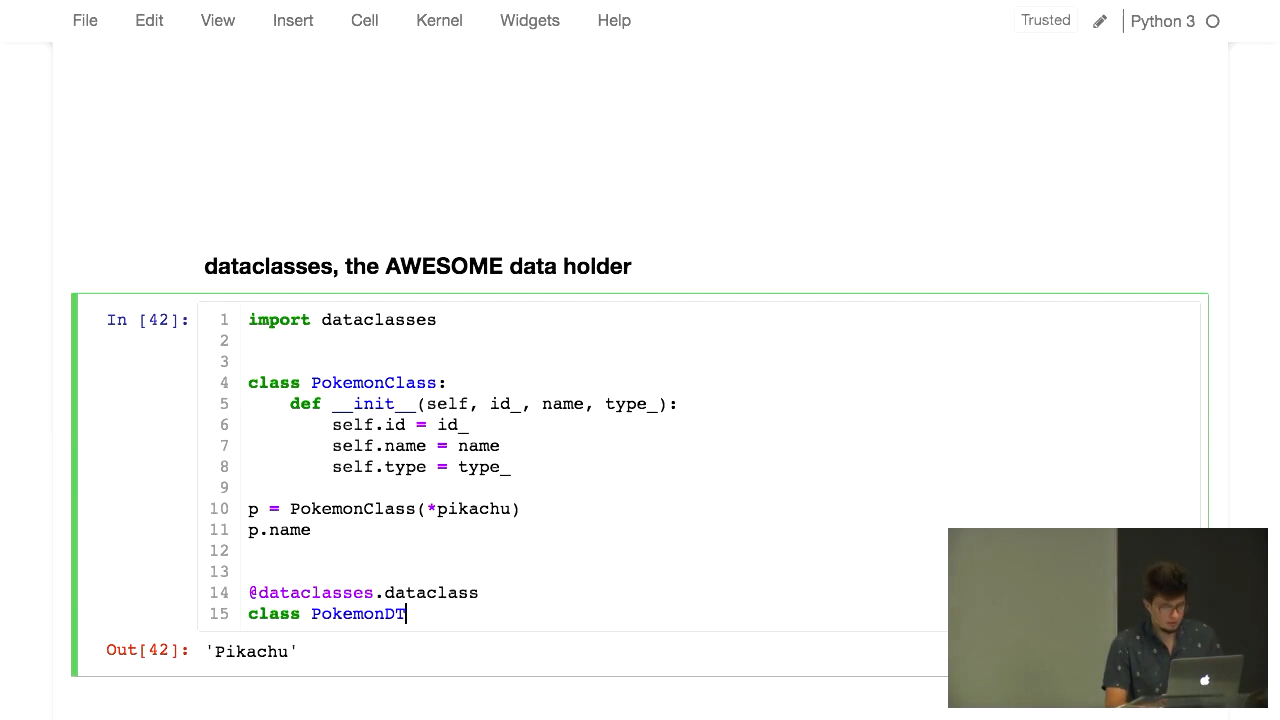 File Edit View Insert Cell Kernel Widgets Help Trusted Python 3
dataclasses, the AWESOME data holder
In [42]:
1 import dataclasses
2
3
4 class PokemonClass:
5     def __init__(self, id_, name, type_):
6         self.id = id_
7         self.name = name
8         self.type = type_
9
10 p = PokemonClass(*pikachu)
11 p.name
12
13
14 @dataclasses.dataclass
15 class PokemonDT
Out[42]: 'Pikachu'